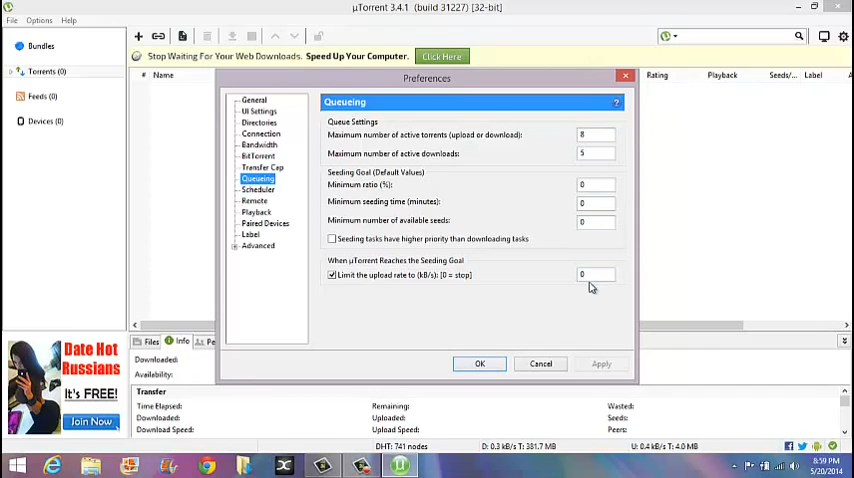 µTorrent 3.4.1 (build 31227) [32-bit]
File Options Help
Bundles
Torrents (0)
Feeds (0)
Devices (0)
Stop Waiting For Your Web Downloads. Speed Up Your Computer. Click Here
# Name Rating Playback Seeds/... Label A
Preferences
General
UI Settings
Directories
Connection
Bandwidth
BitTorrent
Transfer Cap
Queueing
Scheduler
Remote
Playback
Paired Devices
Label
Advanced
Queueing ?
Queue Settings
Maximum number of active torrents (upload or download): 8
Maximum number of active downloads: 5
Seeding Goal (Default Values)
Minimum ratio (%): 0
Minimum seeding time (minutes): 0
Minimum number of available seeds: 0
Seeding tasks have higher priority than downloading tasks
When µTorrent Reaches the Seeding Goal
Limit the upload rate to (kB/s): [0 = stop] 0
OK Cancel Apply
Files Info Pe
Downloaded:
Availability:
Transfer
Time Elapsed: Remaining: Wasted:
Downloaded: Uploaded: Seeds:
Download Speed: Upload Speed: Peers:
Date Hot
Russians
It's FREE!
Join Now
DHT: 741 nodes D: 0.3 kB/s T: 381.7 MB U: 0.4 kB/s T: 4.0 MB
8:59 PM
5/20/2014